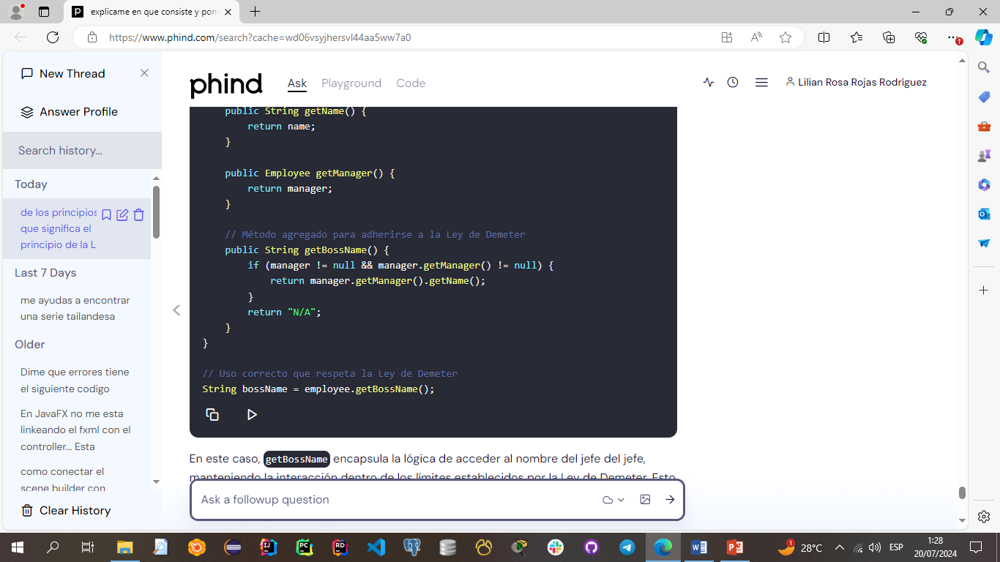 explicame en que consiste y pon
https://www.phind.com/search?cache=wd06vsyjhersvl44aa5ww7a0
New Thread
Answer Profile
Search history...
Today
de los principios
que significa el
principio de la L
Last 7 Days
me ayudas a encontrar
una serie tailandesa
Older
Dime que errores tiene
el siguiente codigo
En JavaFX no me esta
linkeando el fxml con el
controller... Esta
como conectar el
scene builder con
Clear History
phind
Ask Playground Code
Lilian Rosa Rojas Rodríguez
public String getName() {
return name;
}
public Employee getManager() {
return manager;
}
// Método agregado para adherirse a la Ley de Demeter
public String getBossName() {
if (manager != null && manager.getManager() != null) {
return manager.getManager().getName();
}
return "N/A";
}
}
// Uso correcto que respeta la Ley de Demeter
String bossName = employee.getBossName();
En este caso, getBossName encapsula la lógica de acceder al nombre del jefe del jefe,
manteniendo la interacción dentro de los límites establecidos por la Ley de Demeter. Esto
Ask a followup question
28°C
ESP
1:28
20/07/2024